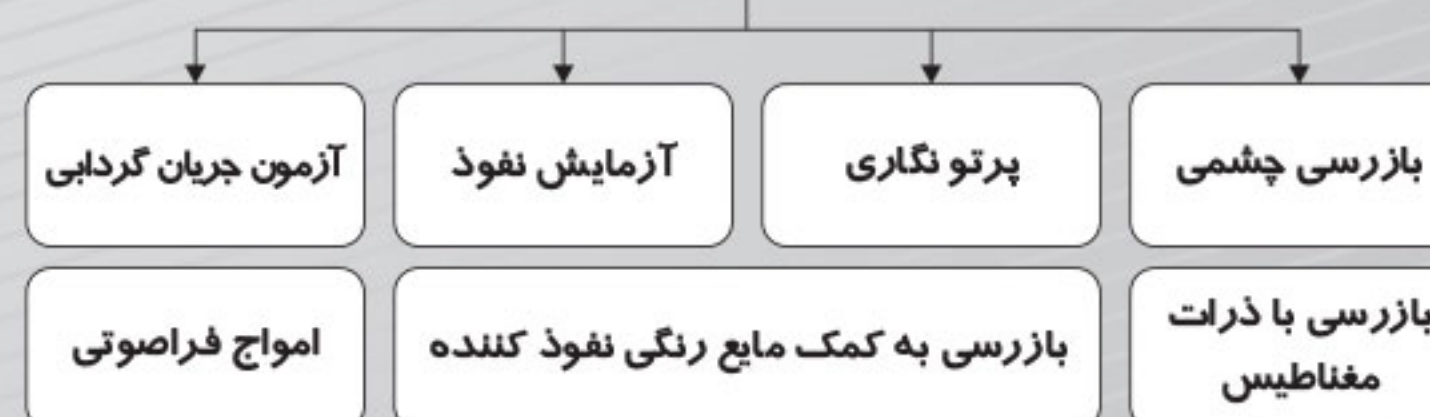 بازرسی چشمی
پرتو نگاری
آزمایش نفوذ
آزمون جریان گردابی
بازرسی با ذرات
مغناطیس
بازرسی به کمک مایع رنگی نفوذ کننده
امواج فراصوتی